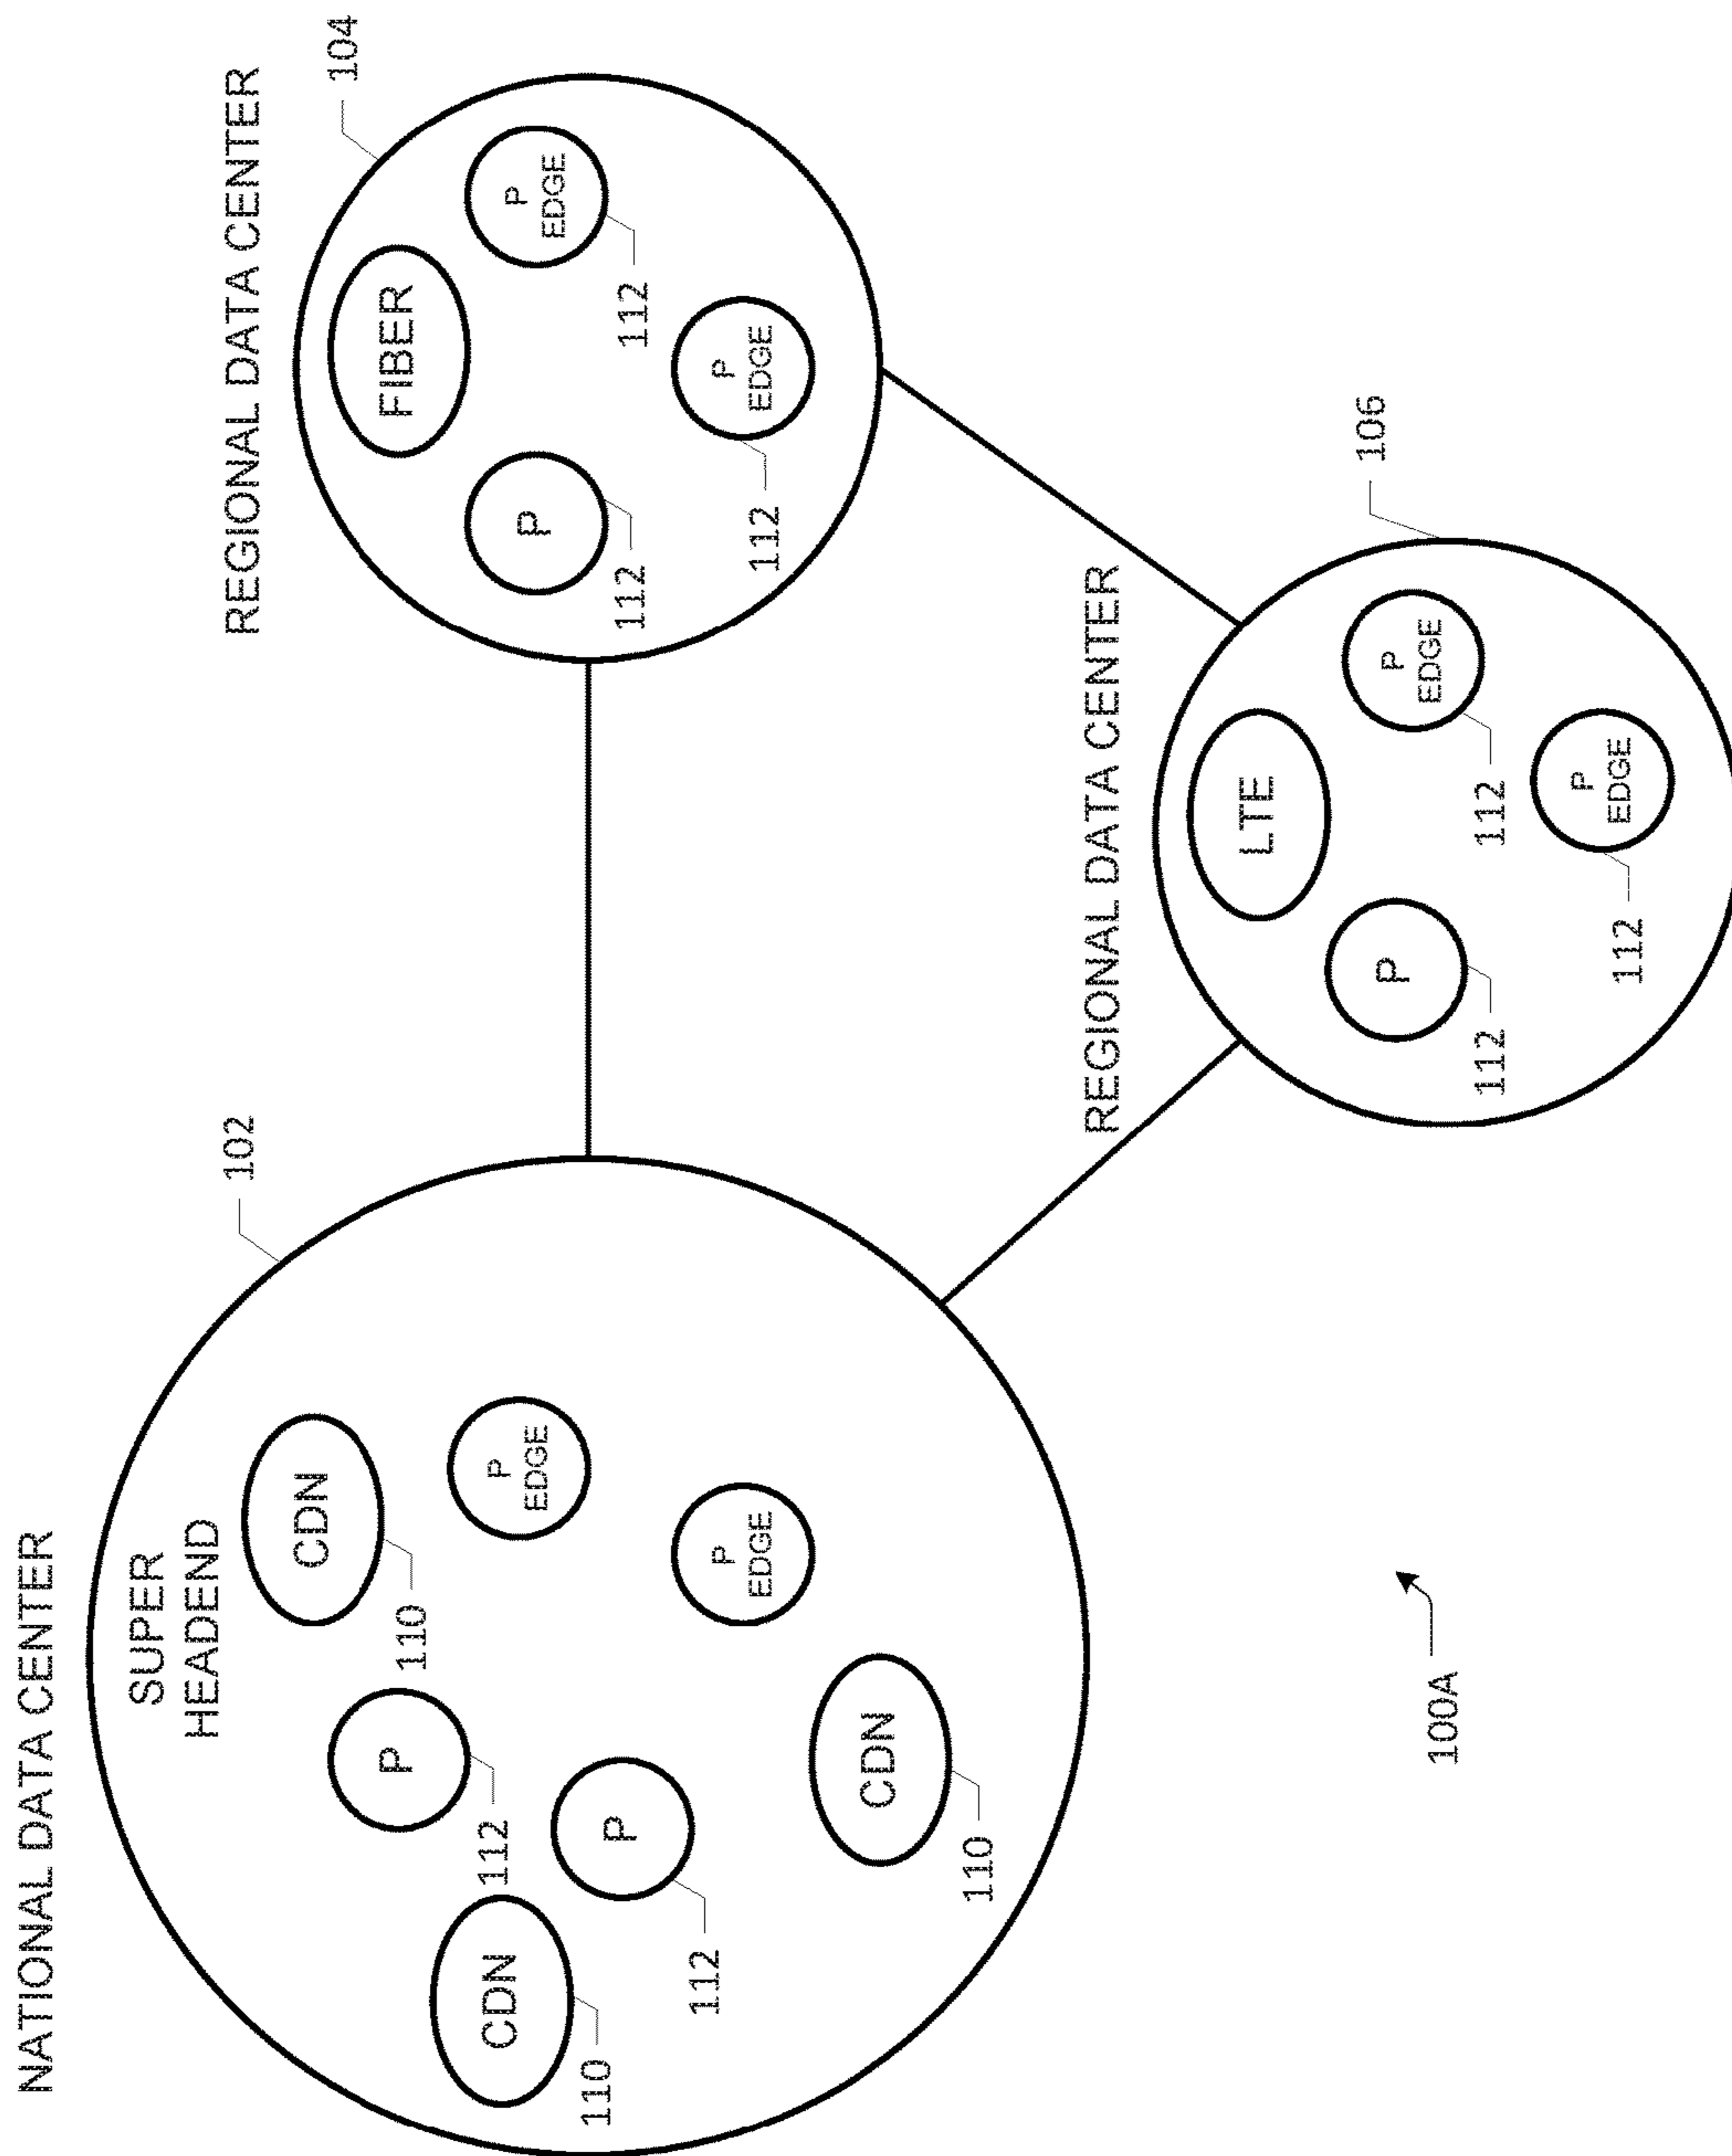 NATIONAL DATA CENTER
102
SUPER
HEADEND
CDN
110
P
112
CDN
110
P
112
P
EDGE
P
EDGE
CDN
110
REGIONAL DATA CENTER
104
FIBER
P
112
P
EDGE
112
P
EDGE
112
REGIONAL DATA CENTER
106
LTE
P
112
P
EDGE
112
P
EDGE
112
100A